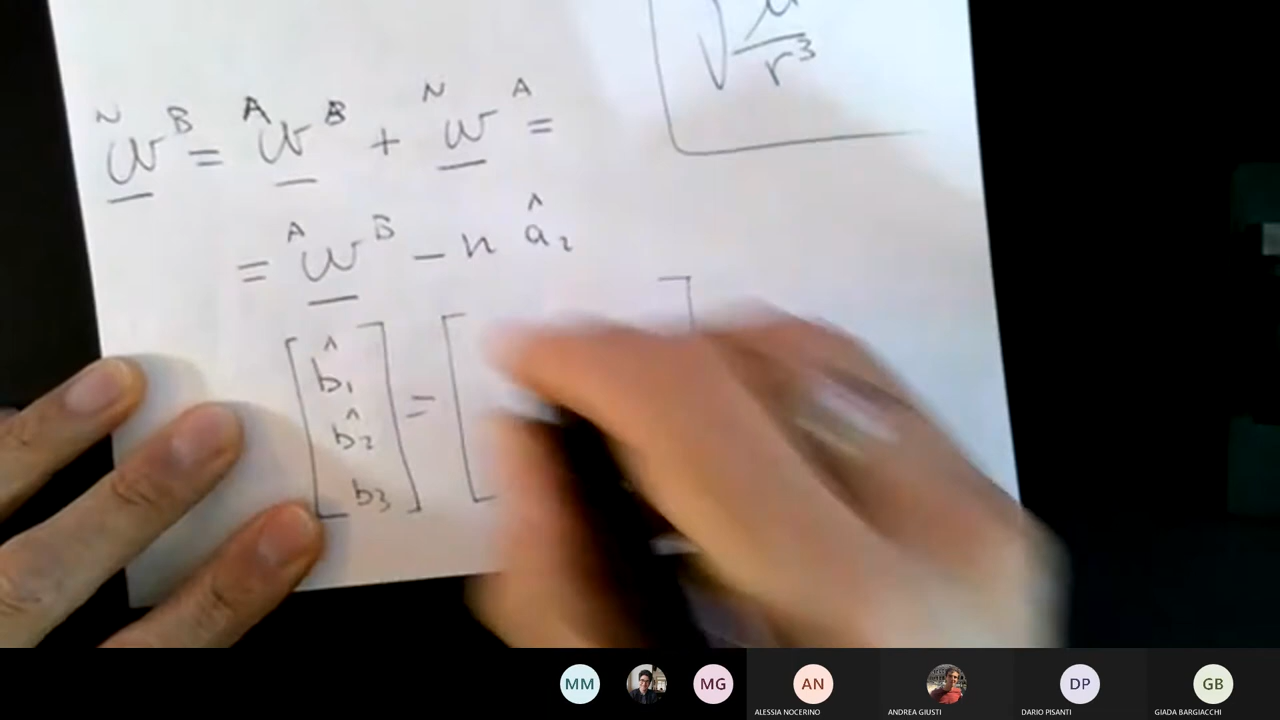 √μ/r³
ᴺω̲ᴮ = ᴬω̲ᴮ + ᴺω̲ᴬ =
= ᴬω̲ᴮ − n â₂
[b̂₁ b̂₂ b₃] = [ ]
MM
MG
AN
DP
GB
ALESSIA NOCERINO
ANDREA GIUSTI
DARIO PISANTI
GIADA BARGIACCHI